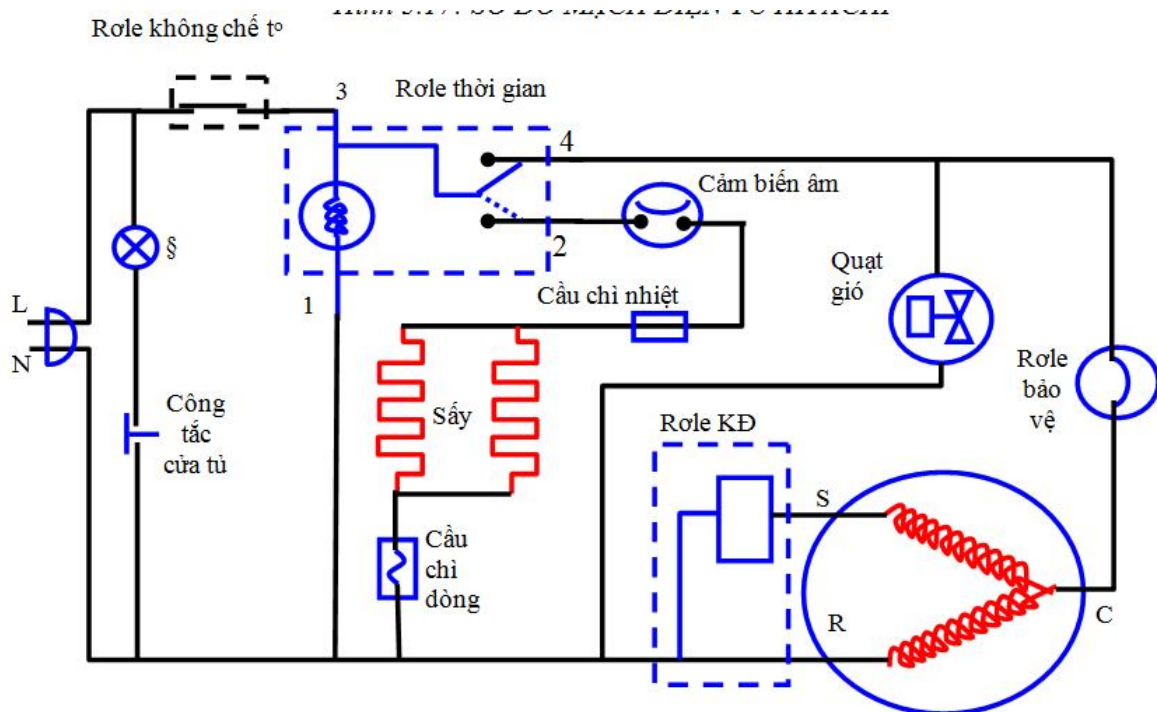 Rơle không chế tº
3
Rơle thời gian
4
Cảm biến âm
§
2
Quạt
gió
1
Cầu chì nhiệt
L
N
Rơle
bảo
vệ
Công
tắc
cửa tủ
Sấy
Rơle KĐ
S
Cầu
chì
dòng
R
C